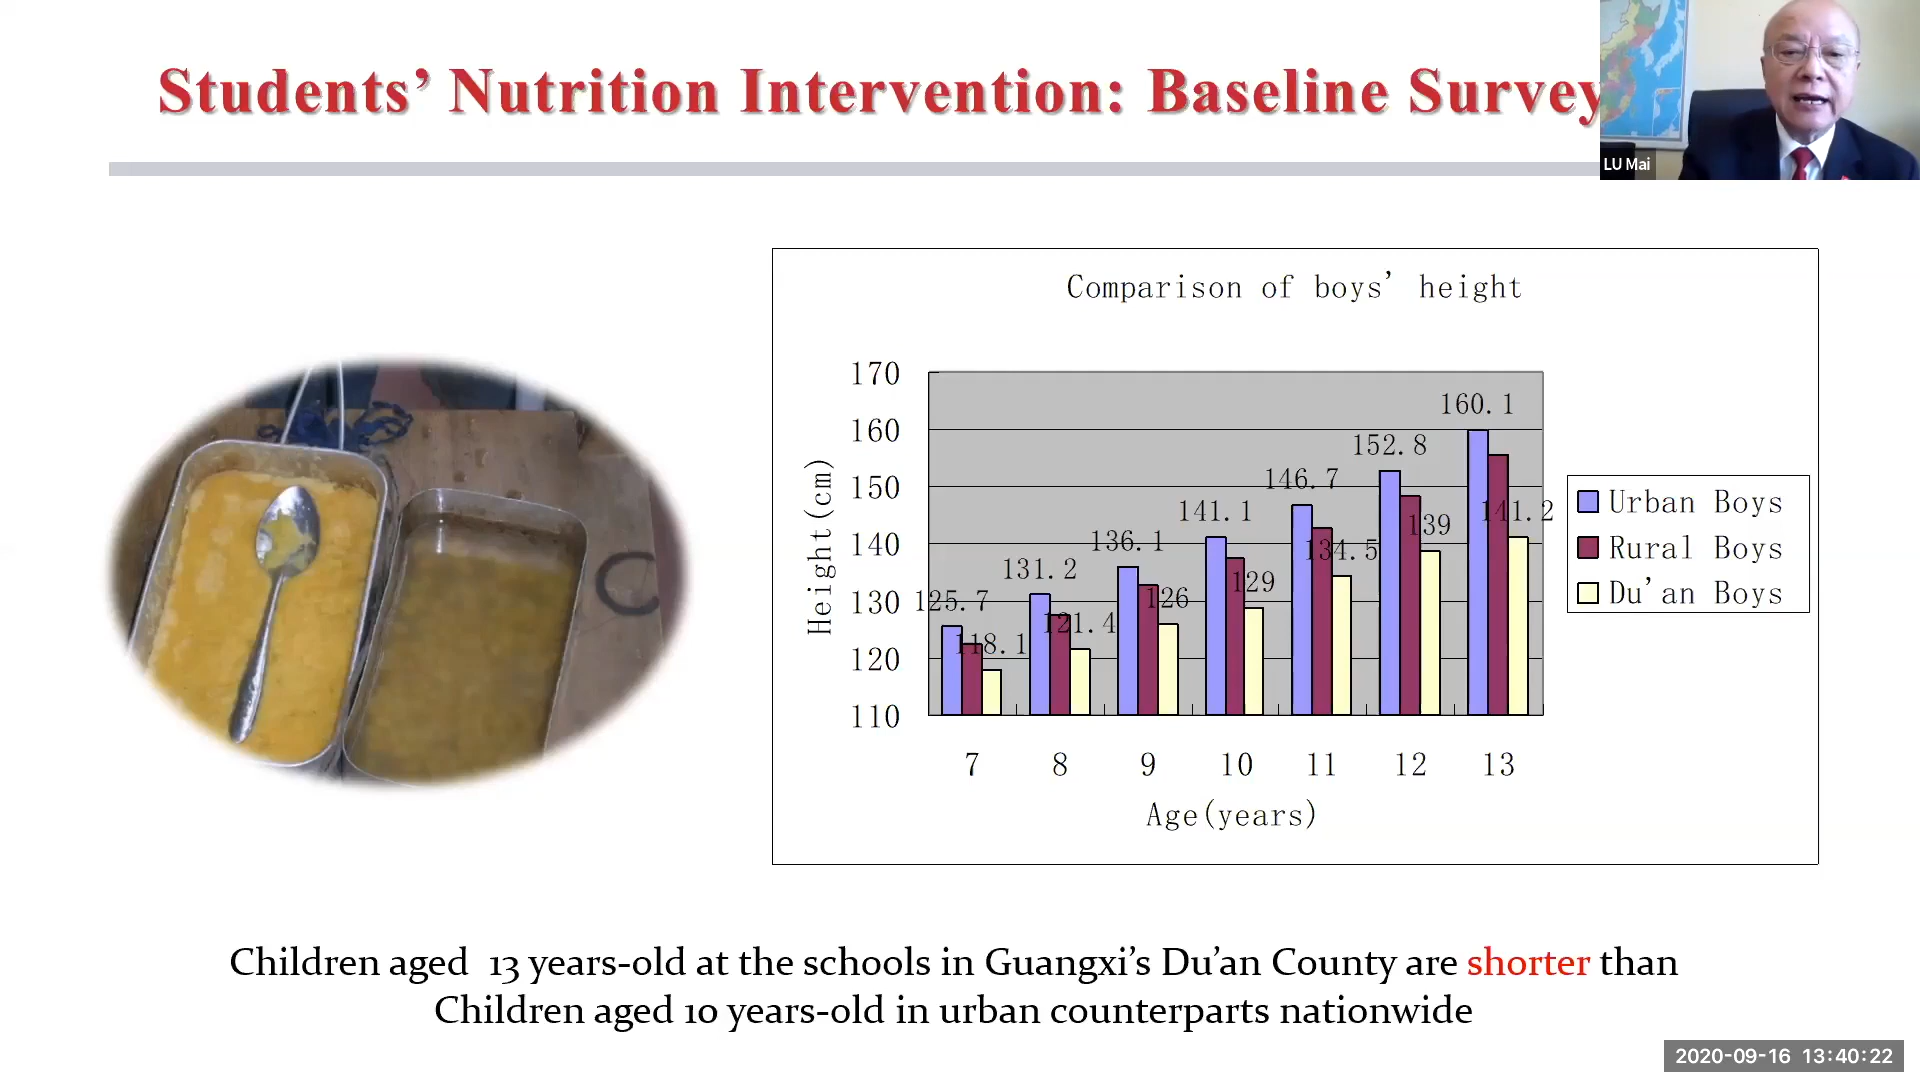 Students’ Nutrition Intervention: Baseline Survey
LU Mai
Comparison of boys’ height
Height(cm)
170
160
150
140
130
120
110
125.7
118.1
131.2
121.4
136.1
126
141.1
129
146.7
134.5
152.8
139
160.1
141.2
7 8 9 10 11 12 13
Age(years)
Urban Boys
Rural Boys
Du’an Boys
Children aged 13 years-old at the schools in Guangxi’s Du’an County are shorter than
Children aged 10 years-old in urban counterparts nationwide
2020-09-16 13:40:22